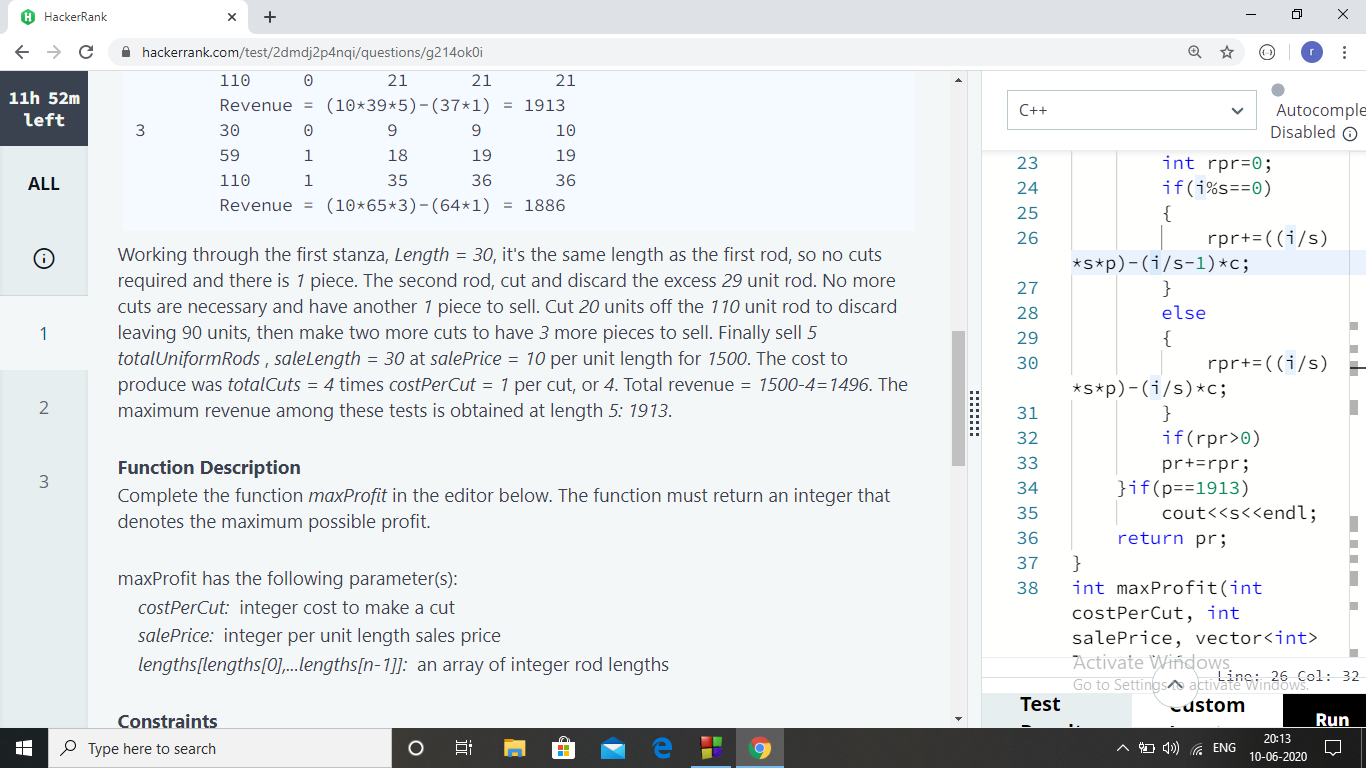 HackerRank
hackerrank.com/test/2dmdj2p4nqi/questions/g214ok0i
r
11h 52m
left
ALL
1
2
3
110 0 21 21 21
Revenue = (10*39*5)-(37*1) = 1913
3 30 0 9 9 10
59 1 18 19 19
110 1 35 36 36
Revenue = (10*65*3)-(64*1) = 1886
Working through the first stanza, Length = 30, it's the same length as the first rod, so no cuts
required and there is 1 piece. The second rod, cut and discard the excess 29 unit rod. No more
cuts are necessary and have another 1 piece to sell. Cut 20 units off the 110 unit rod to discard
leaving 90 units, then make two more cuts to have 3 more pieces to sell. Finally sell 5
totalUniformRods , saleLength = 30 at salePrice = 10 per unit length for 1500. The cost to
produce was totalCuts = 4 times costPerCut = 1 per cut, or 4. Total revenue = 1500-4=1496. The
maximum revenue among these tests is obtained at length 5: 1913.
Function Description
Complete the function maxProfit in the editor below. The function must return an integer that
denotes the maximum possible profit.
maxProfit has the following parameter(s):
costPerCut: integer cost to make a cut
salePrice: integer per unit length sales price
lengths[lengths[0],...lengths[n-1]]: an array of integer rod lengths
Constraints
C++
Autocomple
Disabled
23 int rpr=0;
24 if(i%s==0)
25 {
26 rpr+=((i/s)
*s*p)-(i/s-1)*c;
27 }
28 else
29 {
30 rpr+=((i/s)
*s*p)-(i/s)*c;
31 }
32 if(rpr>0)
33 pr+=rpr;
34 }if(p==1913)
35 cout<<s<<endl;
36 return pr;
37 }
38 int maxProfit(int
costPerCut, int
salePrice, vector<int>
Activate Windows
Go to Settings to activate Windows.
Line: 26 Col: 32
Test
Custom
Run
Type here to search
ENG
20:13
10-06-2020